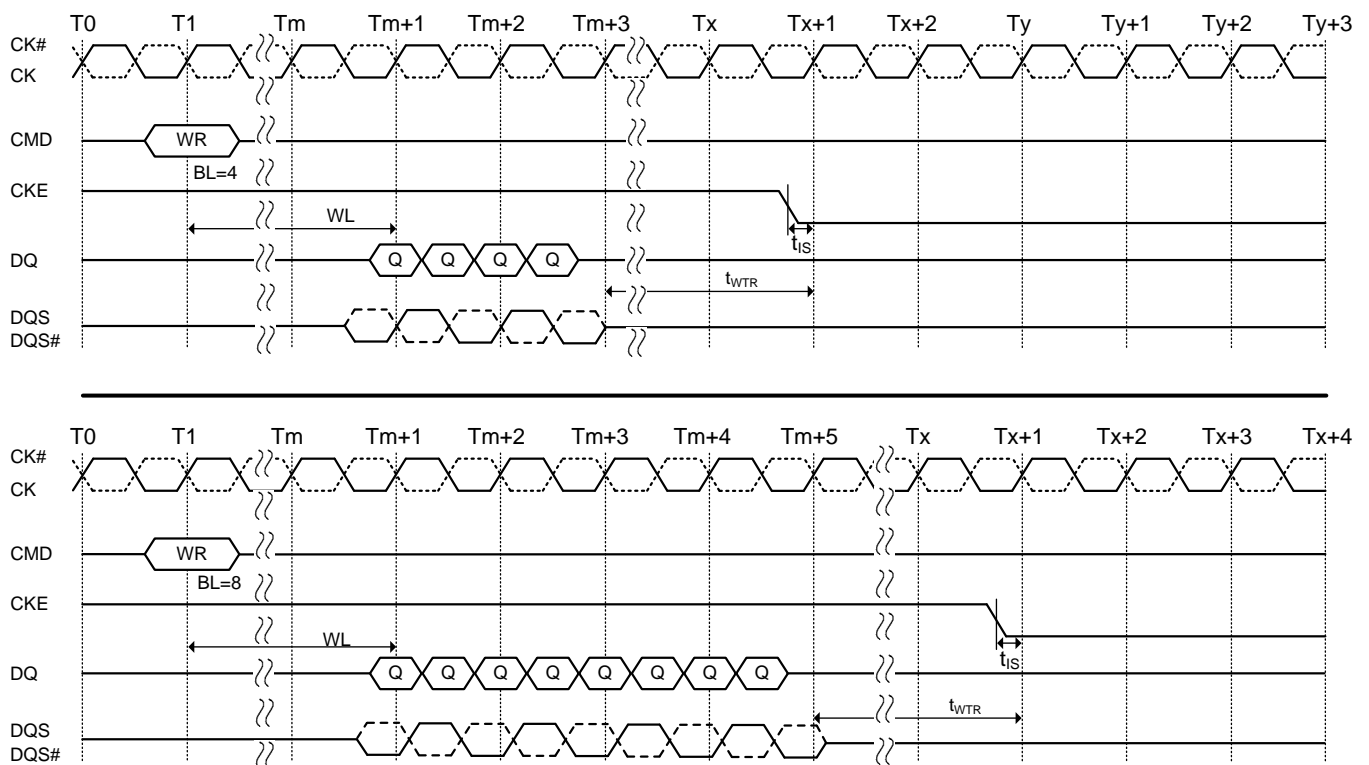 T0 T1 Tm Tm+1 Tm+2 Tm+3 Tx Tx+1 Tx+2 Ty Ty+1 Ty+2 Ty+3
CK#
CK
CMD WR
BL=4
CKE
WL
tIS
DQ Q Q Q Q
tWTR
DQS
DQS#
T0 T1 Tm Tm+1 Tm+2 Tm+3 Tm+4 Tm+5 Tx Tx+1 Tx+2 Tx+3 Tx+4
CK#
CK
CMD WR
BL=8
CKE
WL
tIS
DQ Q Q Q Q Q Q Q Q
tWTR
DQS
DQS#